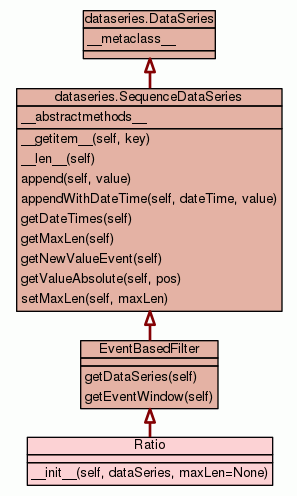 dataseries.DataSeries
__metaclass__
dataseries.SequenceDataSeries
__abstractmethods__
__getitem__(self, key)
__len__(self)
append(self, value)
appendWithDateTime(self, dateTime, value)
getDateTimes(self)
getMaxLen(self)
getNewValueEvent(self)
getValueAbsolute(self, pos)
setMaxLen(self, maxLen)
EventBasedFilter
getDataSeries(self)
getEventWindow(self)
Ratio
__init__(self, dataSeries, maxLen=None)